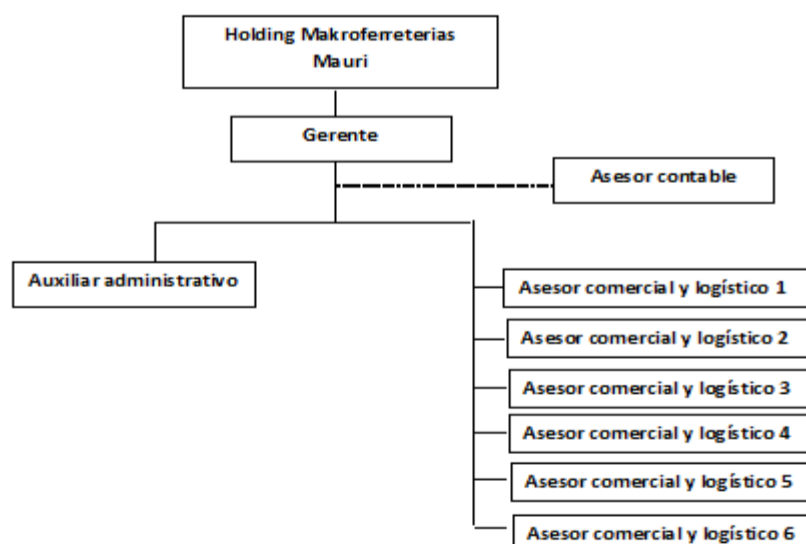 Holding Makroferreterias
Mauri
Gerente
Asesor contable
Auxiliar administrativo
Asesor comercial y logístico 1
Asesor comercial y logístico 2
Asesor comercial y logístico 3
Asesor comercial y logístico 4
Asesor comercial y logístico 5
Asesor comercial y logístico 6